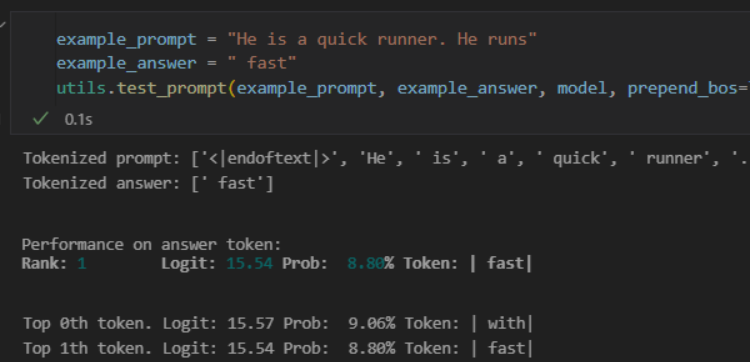 example_prompt = "He is a quick runner. He runs"
example_answer = " fast"
utils.test_prompt(example_prompt, example_answer, model, prepend_bos=
0.1s
Tokenized prompt: ['<|endoftext|>', 'He', ' is', ' a', ' quick', ' runner', '.
Tokenized answer: [' fast']
Performance on answer token:
Rank: 1 Logit: 15.54 Prob: 8.80% Token: | fast|
Top 0th token. Logit: 15.57 Prob: 9.06% Token: | with|
Top 1th token. Logit: 15.54 Prob: 8.80% Token: | fast|